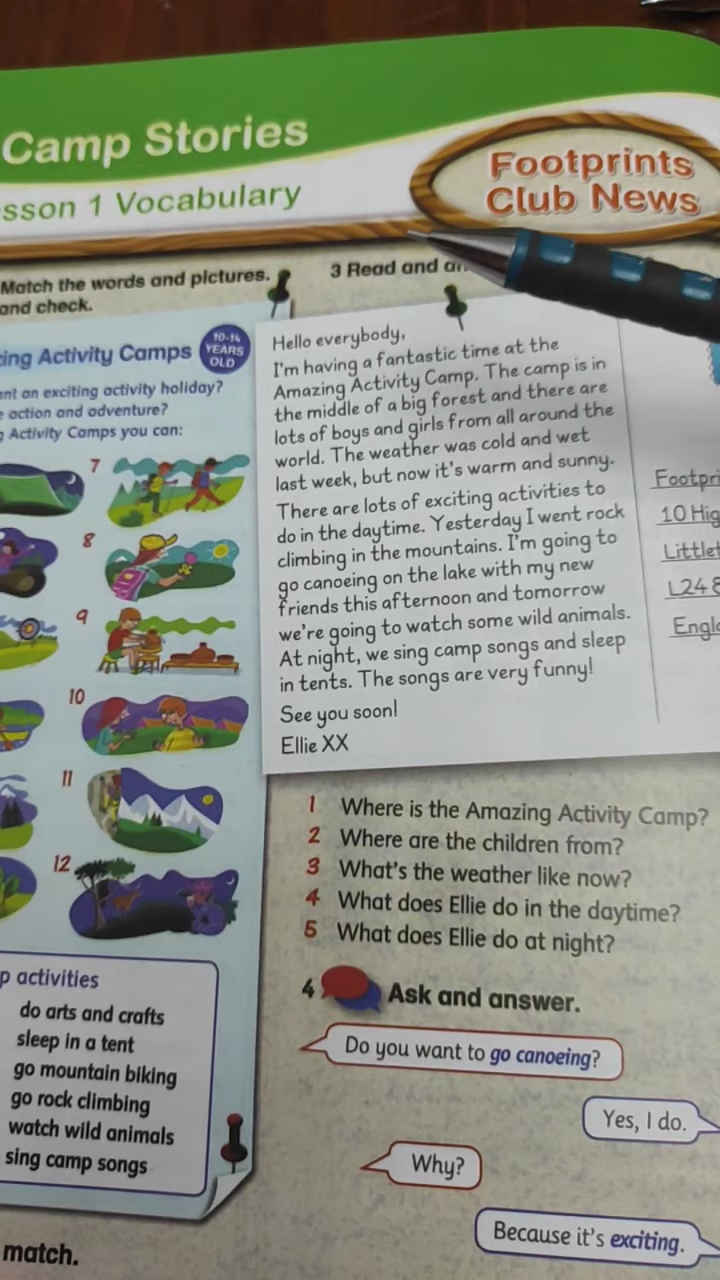 Camp Stories
Lesson 1 Vocabulary
Footprints
Club News
Match the words and pictures.
and check.
3 Read and
Activity Camps
10-14
YEARS
OLD
an exciting activity holiday?
action and adventure?
Activity Camps you can:
7
8
9
10
11
12
activities
do arts and crafts
sleep in a tent
go mountain biking
go rock climbing
watch wild animals
sing camp songs
match.
Hello everybody,
I'm having a fantastic time at the
Amazing Activity Camp. The camp is in
the middle of a big forest and there are
lots of boys and girls from all around the
world. The weather was cold and wet
last week, but now it's warm and sunny.
There are lots of exciting activities to
do in the daytime. Yesterday I went rock
climbing in the mountains. I'm going to
go canoeing on the lake with my new
friends this afternoon and tomorrow
we're going to watch some wild animals.
At night, we sing camp songs and sleep
in tents. The songs are very funny!
See you soon!
Ellie XX
Footpri
10 Hig
Littlet
L24 8
Engla
1 Where is the Amazing Activity Camp?
2 Where are the children from?
3 What's the weather like now?
4 What does Ellie do in the daytime?
5 What does Ellie do at night?
4 Ask and answer.
Do you want to go canoeing?
Yes, I do.
Why?
Because it's exciting.